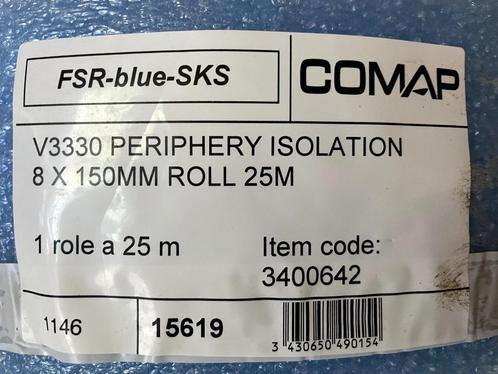 FSR-blue-SKS
COMAP
V3330 PERIPHERY ISOLATION
8 X 150MM ROLL 25M
1 role a 25 m
Item code:
3400642
1146
15619
3 430650 490154